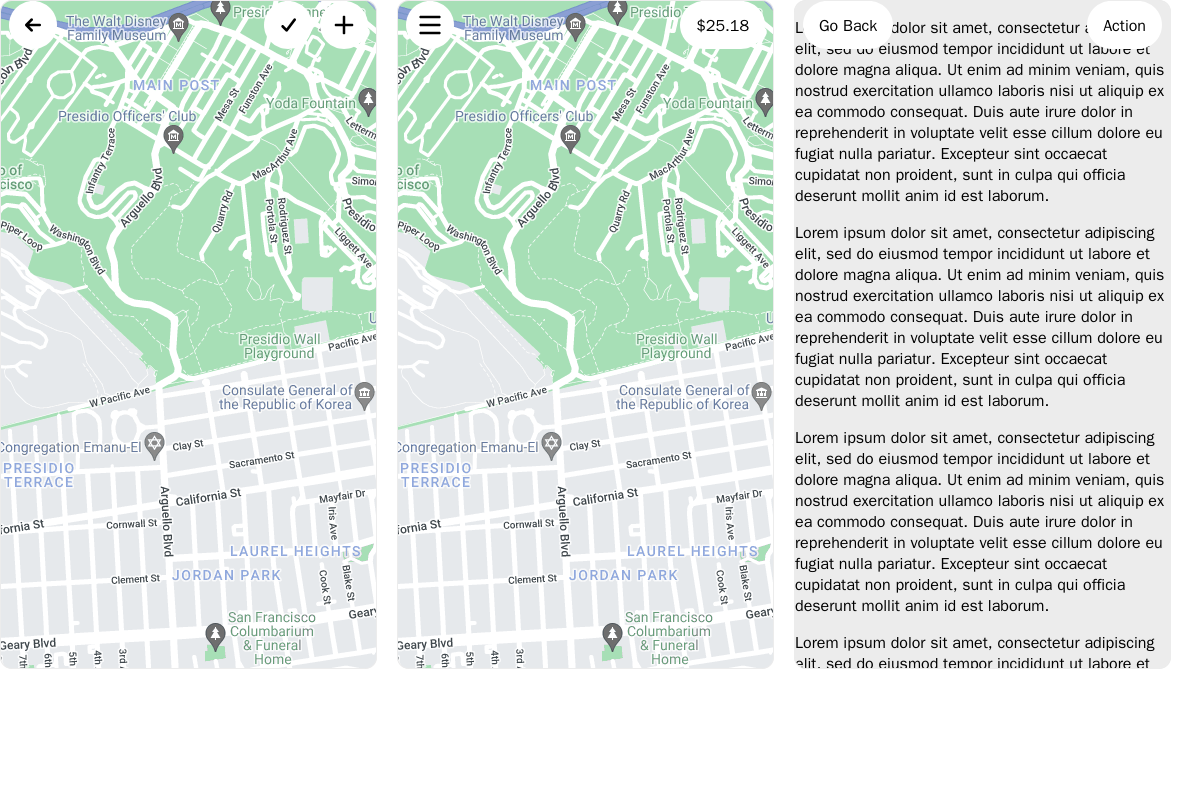 The Walt Disney
Family Museum
MAIN POST
Mesa St
Funston Ave
Yoda Fountain
Presidio Officers' Club
Infantry Terrace
MacArthur Ave
Arguello Blvd
Quarry Rd
Portola St
Rodriguez St
Presidio
Liggett Ave
Piper Loop
Washington Blvd
Presidio Wall
Playground
Pacific Ave
W Pacific Ave
Consulate General of
the Republic of Korea
Congregation Emanu-El
Clay St
PRESIDIO
TERRACE
Sacramento St
California St
Mayfair Dr
fornia St
Cornwall St
Arguello Blvd
Iris Ave
LAUREL HEIGHTS
JORDAN PARK
Clement St
Cook St
Blake St
Geary
San Francisco
Columbarium
& Funeral
Home
Geary Blvd
7th
6th
5th
4th
3rd
$25.18
The Walt Disney
Family Museum
MAIN POST
Mesa St
Funston Ave
Yoda Fountain
Presidio Officers' Club
Infantry Terrace
MacArthur Ave
Arguello Blvd
Quarry Rd
Portola St
Rodriguez St
Presidio
Liggett Ave
Piper Loop
Washington Blvd
Presidio Wall
Playground
Pacific Ave
W Pacific Ave
Consulate General of
the Republic of Korea
Congregation Emanu-El
Clay St
PRESIDIO
TERRACE
Sacramento St
California St
Mayfair Dr
fornia St
Cornwall St
Arguello Blvd
Iris Ave
LAUREL HEIGHTS
JORDAN PARK
Clement St
Cook St
Blake St
Geary
San Francisco
Columbarium
& Funeral
Home
Geary Blvd
7th
6th
5th
4th
3rd
Go Back
Action
dolor sit amet, consectetur
elit, sed do eiusmod tempor incididunt ut labore et
dolore magna aliqua. Ut enim ad minim veniam, quis
nostrud exercitation ullamco laboris nisi ut aliquip ex
ea commodo consequat. Duis aute irure dolor in
reprehenderit in voluptate velit esse cillum dolore eu
fugiat nulla pariatur. Excepteur sint occaecat
cupidatat non proident, sunt in culpa qui officia
deserunt mollit anim id est laborum.
Lorem ipsum dolor sit amet, consectetur adipiscing
elit, sed do eiusmod tempor incididunt ut labore et
dolore magna aliqua. Ut enim ad minim veniam, quis
nostrud exercitation ullamco laboris nisi ut aliquip ex
ea commodo consequat. Duis aute irure dolor in
reprehenderit in voluptate velit esse cillum dolore eu
fugiat nulla pariatur. Excepteur sint occaecat
cupidatat non proident, sunt in culpa qui officia
deserunt mollit anim id est laborum.
Lorem ipsum dolor sit amet, consectetur adipiscing
elit, sed do eiusmod tempor incididunt ut labore et
dolore magna aliqua. Ut enim ad minim veniam, quis
nostrud exercitation ullamco laboris nisi ut aliquip ex
ea commodo consequat. Duis aute irure dolor in
reprehenderit in voluptate velit esse cillum dolore eu
fugiat nulla pariatur. Excepteur sint occaecat
cupidatat non proident, sunt in culpa qui officia
deserunt mollit anim id est laborum.
Lorem ipsum dolor sit amet, consectetur adipiscing
elit, sed do eiusmod tempor incididunt ut labore et